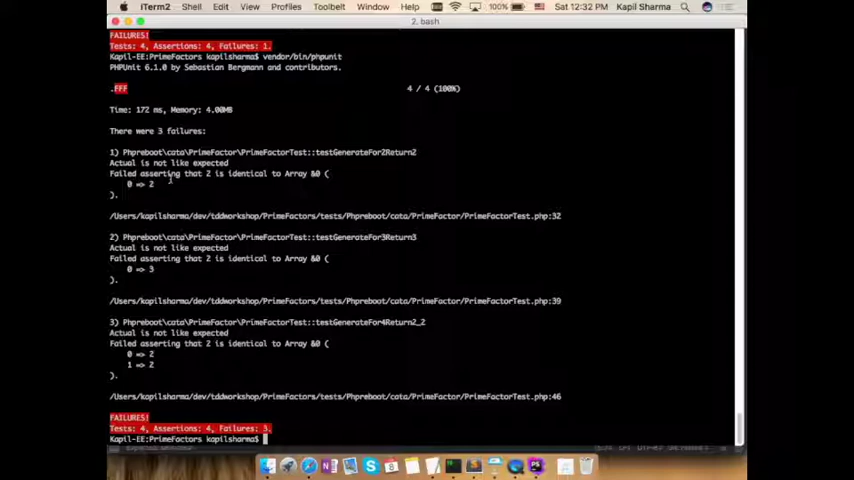 iTerm2 Shell Edit View Profiles Toolbelt Window Help 100% Sat 12:32 PM Kapil Sharma
2. bash
FAILURES!
Tests: 4, Assertions: 4, Failures: 1.
Kapil-EE:PrimeFactors kapilsharma$ vendor/bin/phpunit
PHPUnit 6.1.0 by Sebastian Bergmann and contributors.
.FFF 4 / 4 (100%)
Time: 172 ms, Memory: 4.00MB
There were 3 failures:
1) Phpreboot\cata\PrimeFactor\PrimeFactorTest::testGenerateFor2Return2
Actual is not like expected
Failed asserting that 2 is identical to Array &0 (
0 => 2
).
/Users/kapilsharma/dev/tddworkshop/PrimeFactors/tests/Phpreboot/cata/PrimeFactor/PrimeFactorTest.php:32
2) Phpreboot\cata\PrimeFactor\PrimeFactorTest::testGenerateFor3Return3
Actual is not like expected
Failed asserting that 2 is identical to Array &0 (
0 => 3
).
/Users/kapilsharma/dev/tddworkshop/PrimeFactors/tests/Phpreboot/cata/PrimeFactor/PrimeFactorTest.php:39
3) Phpreboot\cata\PrimeFactor\PrimeFactorTest::testGenerateFor4Return2_2
Actual is not like expected
Failed asserting that 2 is identical to Array &0 (
0 => 2
1 => 2
).
/Users/kapilsharma/dev/tddworkshop/PrimeFactors/tests/Phpreboot/cata/PrimeFactor/PrimeFactorTest.php:46
FAILURES!
Tests: 4, Assertions: 4, Failures: 3.
Kapil-EE:PrimeFactors kapilsharma$